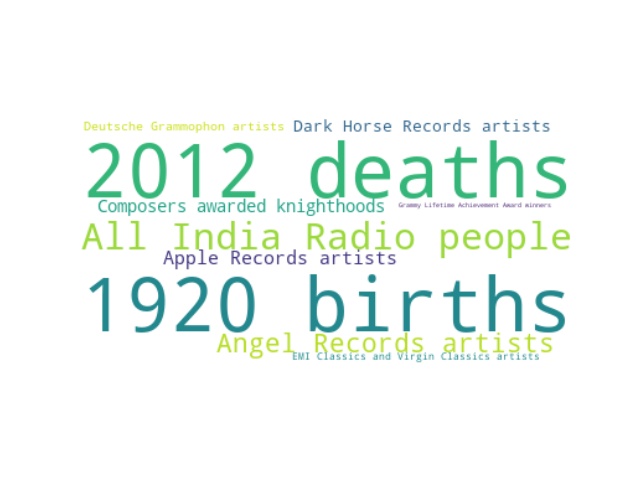 Deutsche Grammophon artists
Dark Horse Records artists
2012 deaths
Composers awarded knighthoods
Grammy Lifetime Achievement Award winners
All India Radio people
Apple Records artists
1920 births
Angel Records artists
EMI Classics and Virgin Classics artists